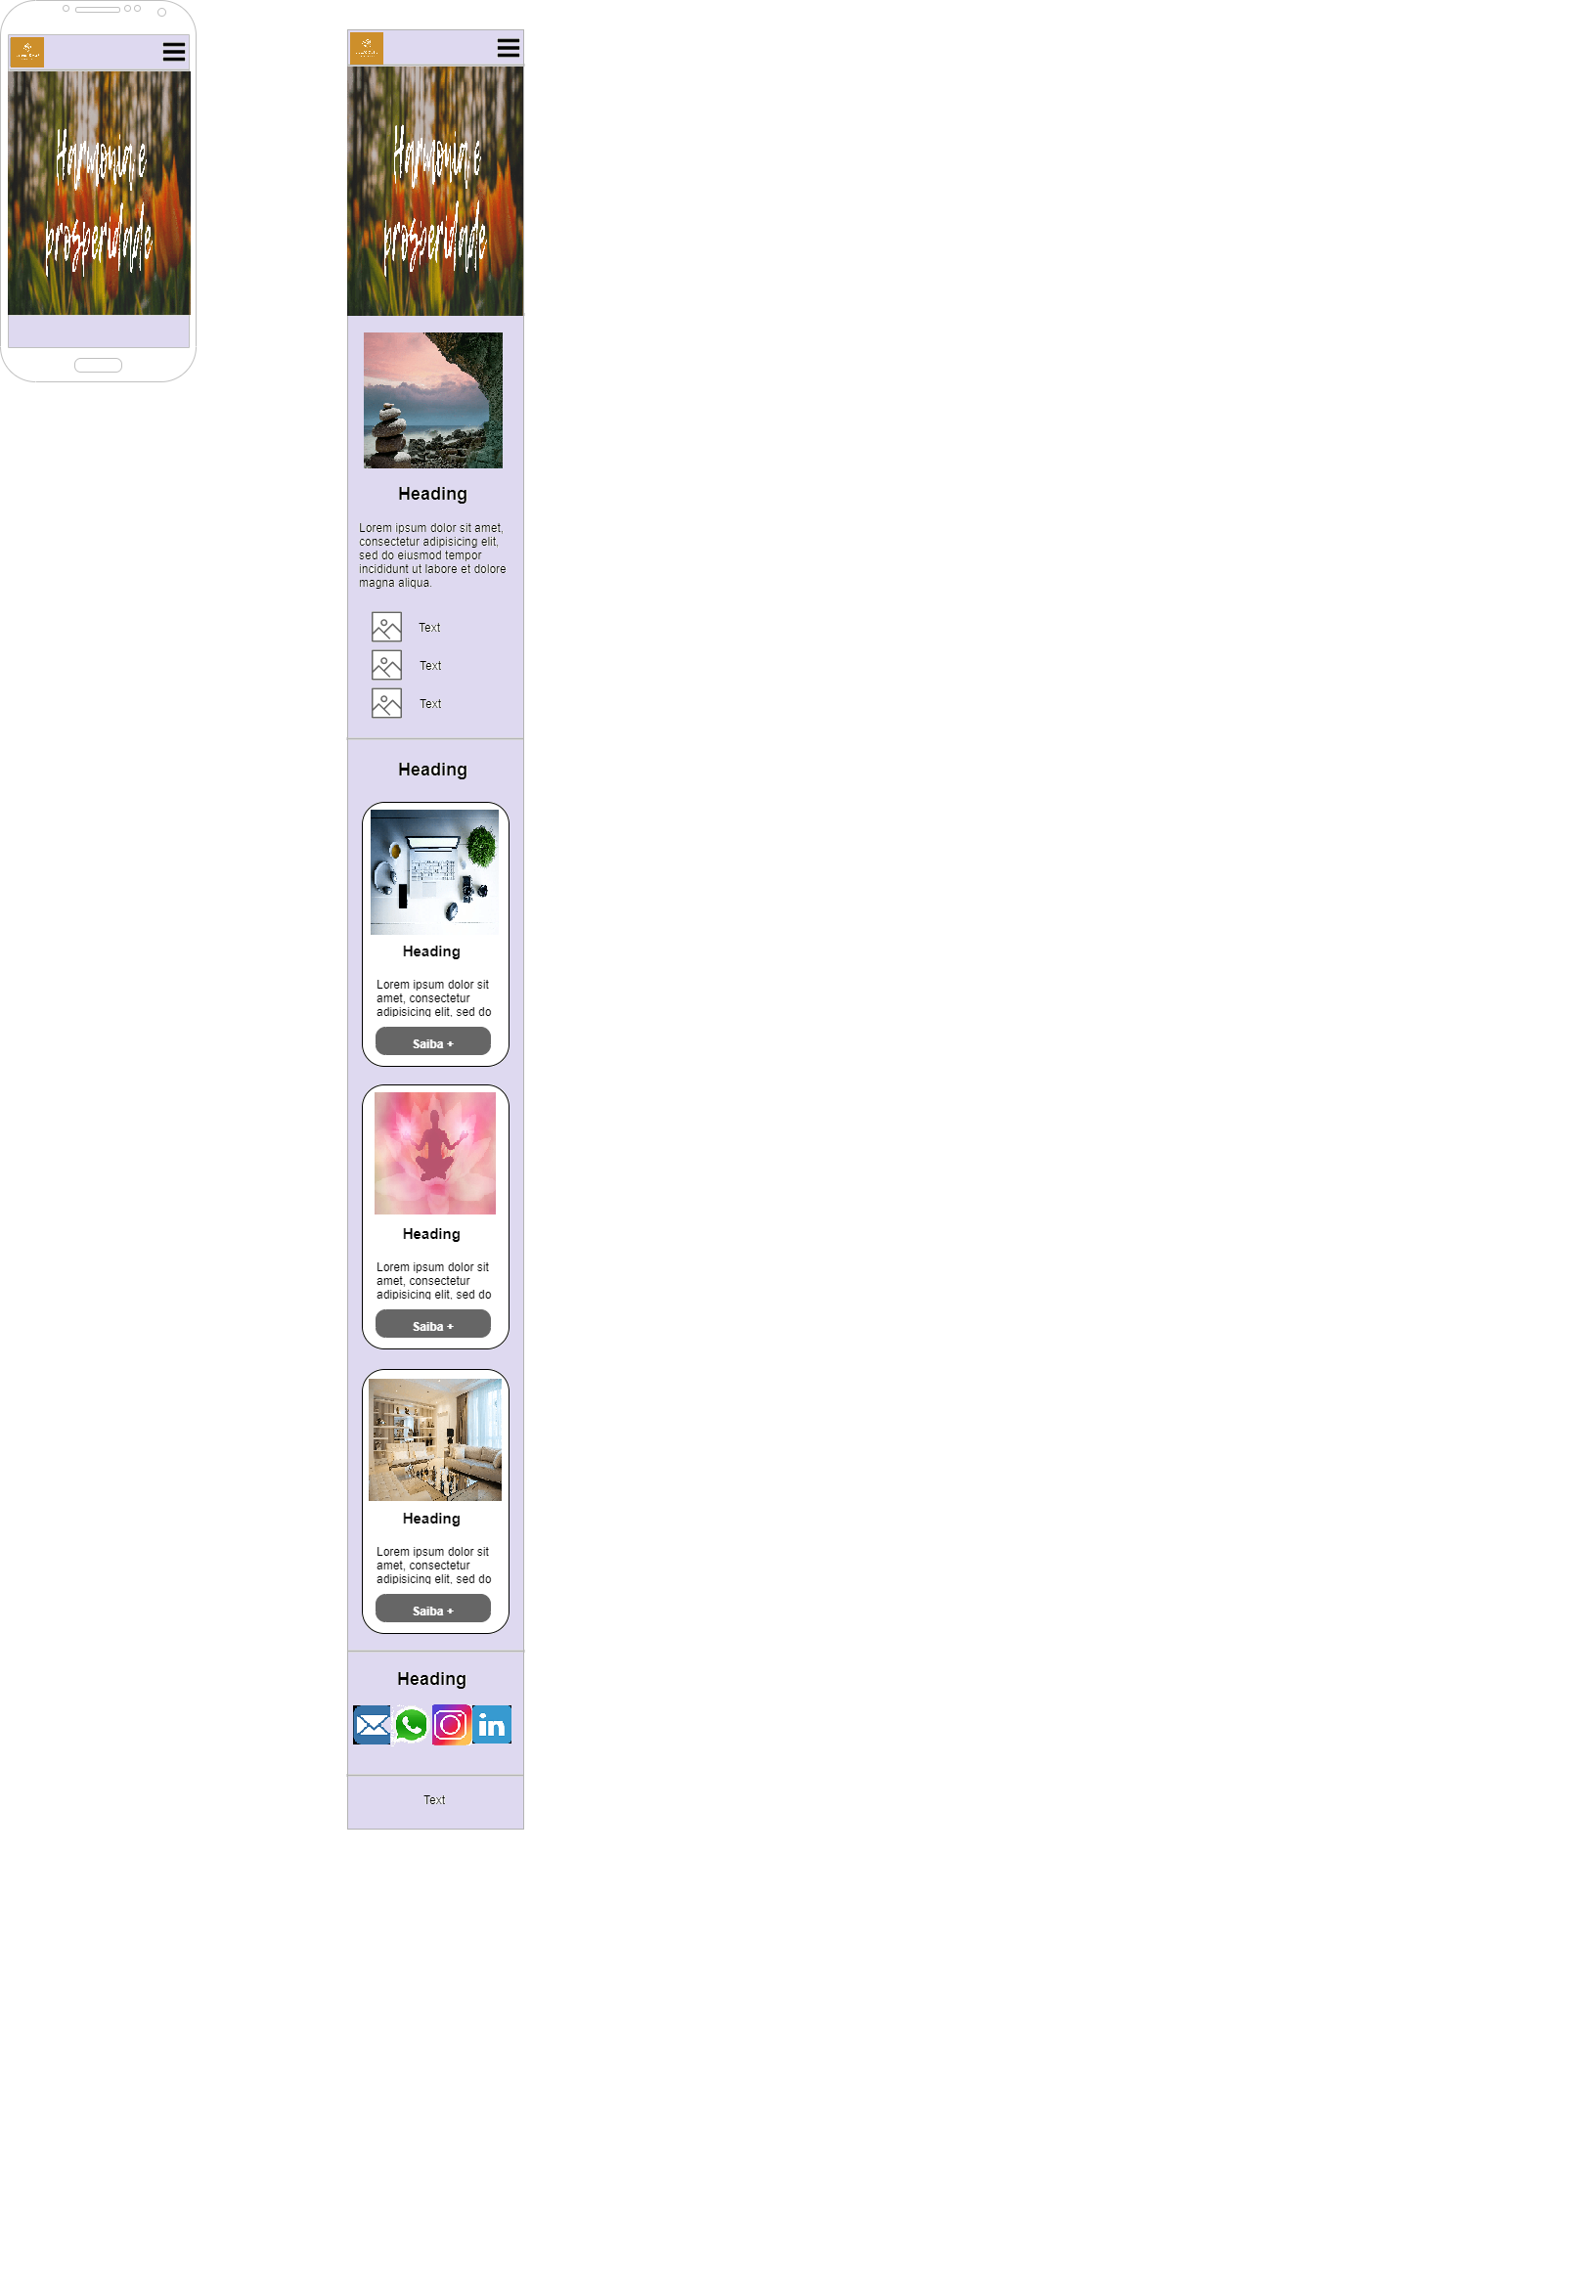 Harmonia e
prosperidade
Harmonia e
prosperidade
Heading
Lorem ipsum dolor sit amet,
consectetur adipisicing elit,
sed do eiusmod tempor
incididunt ut labore et dolore
magna aliqua.
Text
Text
Text
Heading
Heading
Lorem ipsum dolor sit
amet, consectetur
adipisicing elit, sed do
Saiba +
Heading
Lorem ipsum dolor sit
amet, consectetur
adipisicing elit, sed do
Saiba +
Heading
Lorem ipsum dolor sit
amet, consectetur
adipisicing elit, sed do
Saiba +
Heading
in
Text